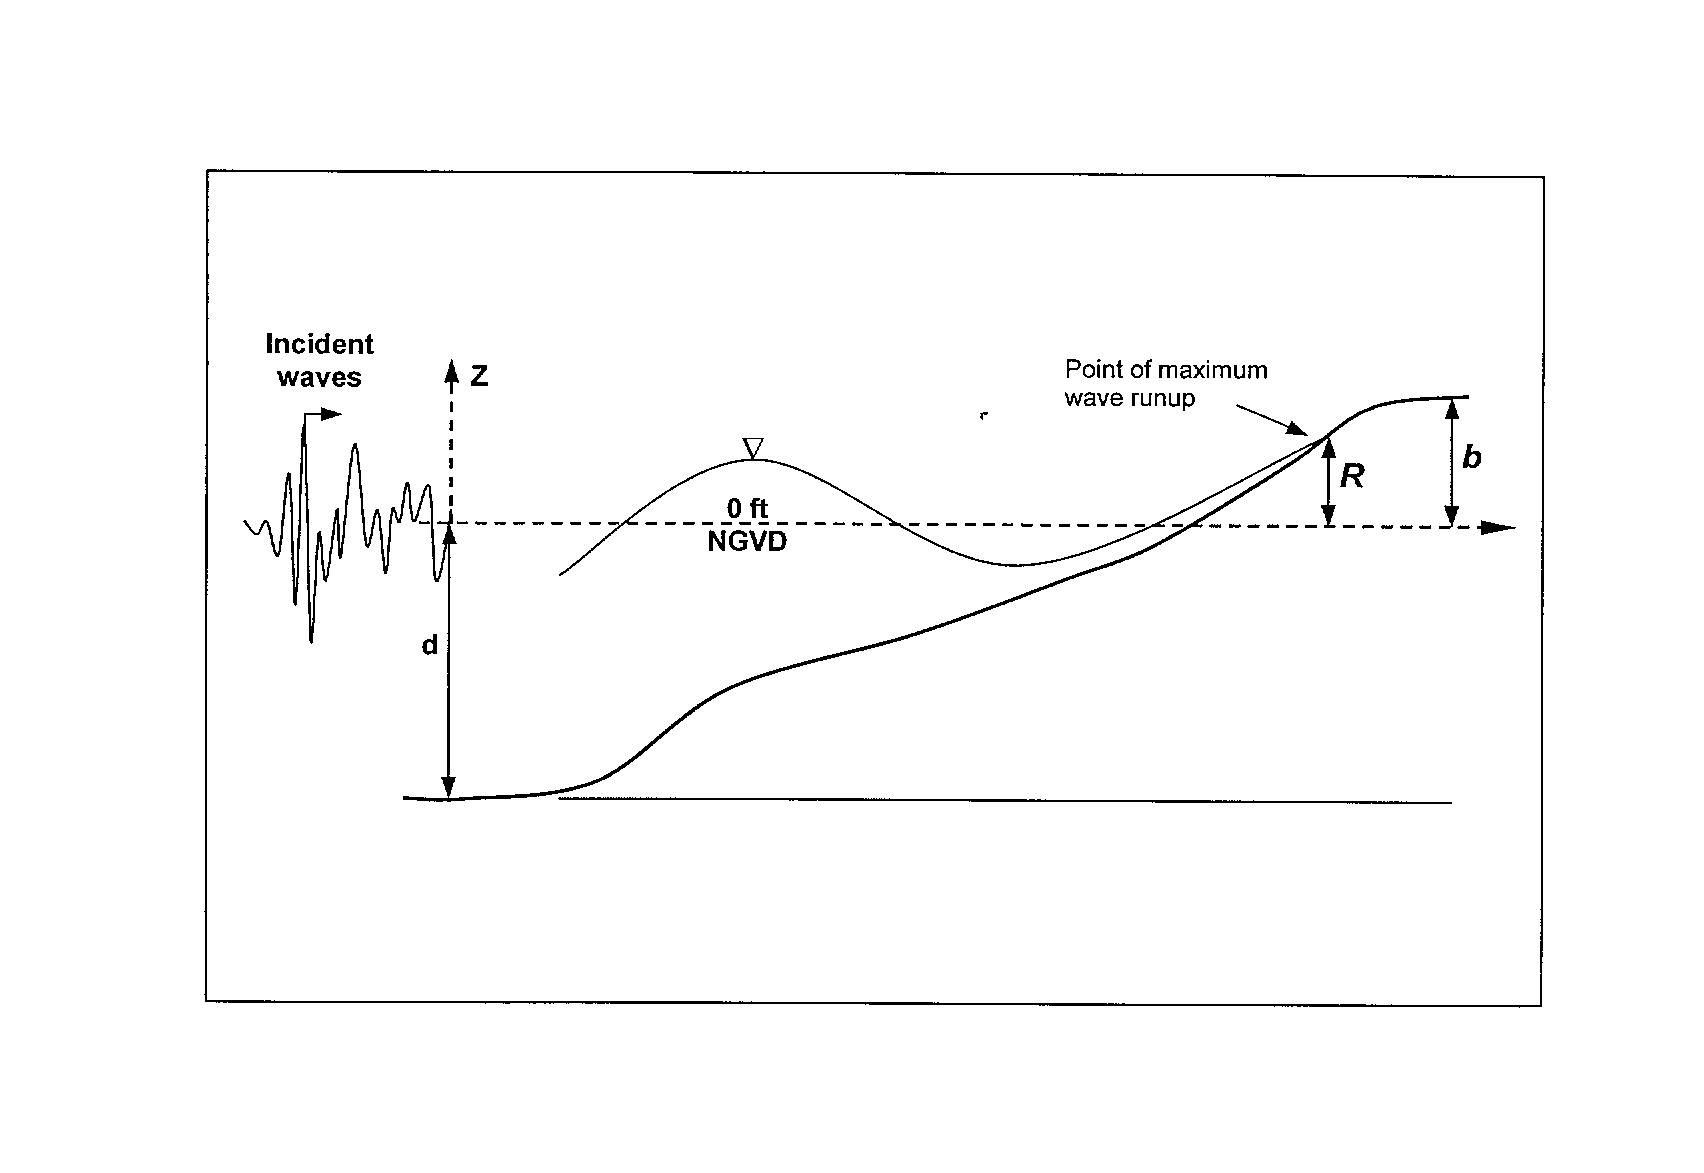 Incident
waves
Z
Point of maximum
wave runup
b
R
0 ft
NGVD
d